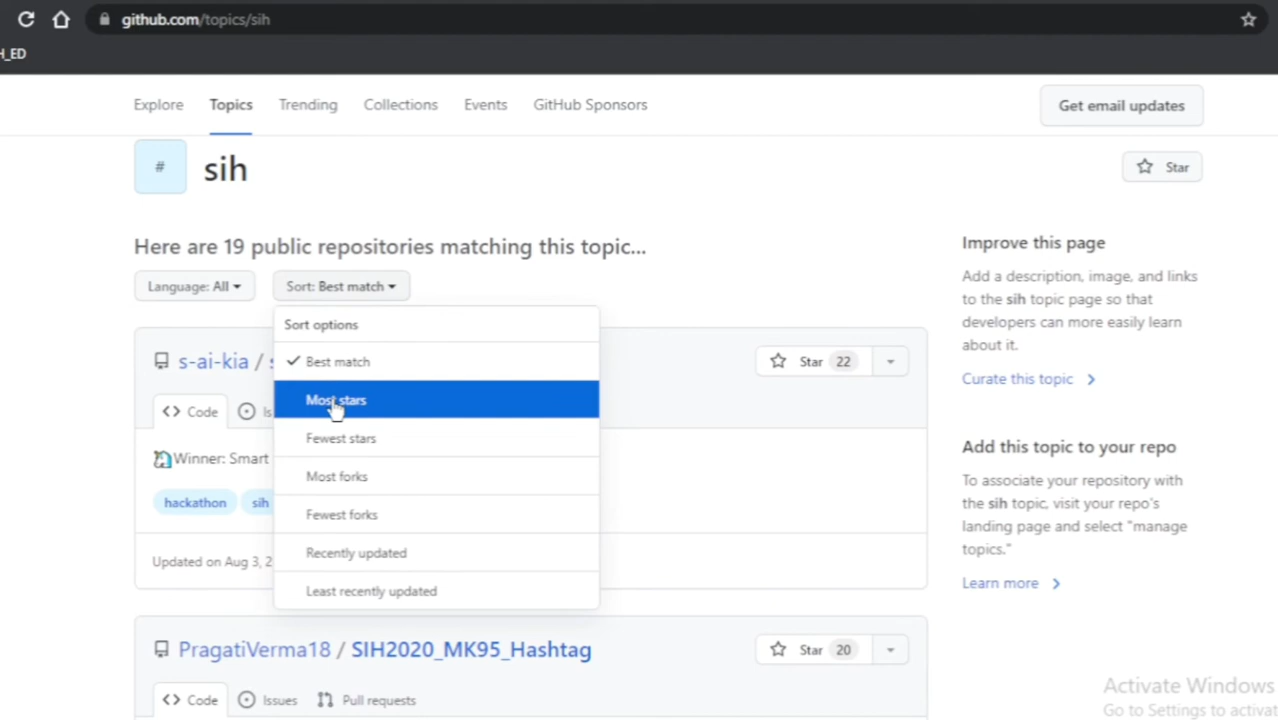 github.com/topics/sih
H_ED
Explore Topics Trending Collections Events GitHub Sponsors Get email updates
# sih Star
Here are 19 public repositories matching this topic...
Language: All Sort: Best match
Sort options
Best match
Most stars
Fewest stars
Most forks
Fewest forks
Recently updated
Least recently updated
s-ai-kia / Star 22
Code Is
Winner: Smart
hackathon sih
Updated on Aug 3, 2
PragatiVerma18 / SIH2020_MK95_Hashtag Star 20
Code Issues Pull requests
Improve this page
Add a description, image, and links
to the sih topic page so that
developers can more easily learn
about it.
Curate this topic
Add this topic to your repo
To associate your repository with
the sih topic, visit your repo's
landing page and select "manage
topics."
Learn more
Activate Windows
Go to Settings to activat